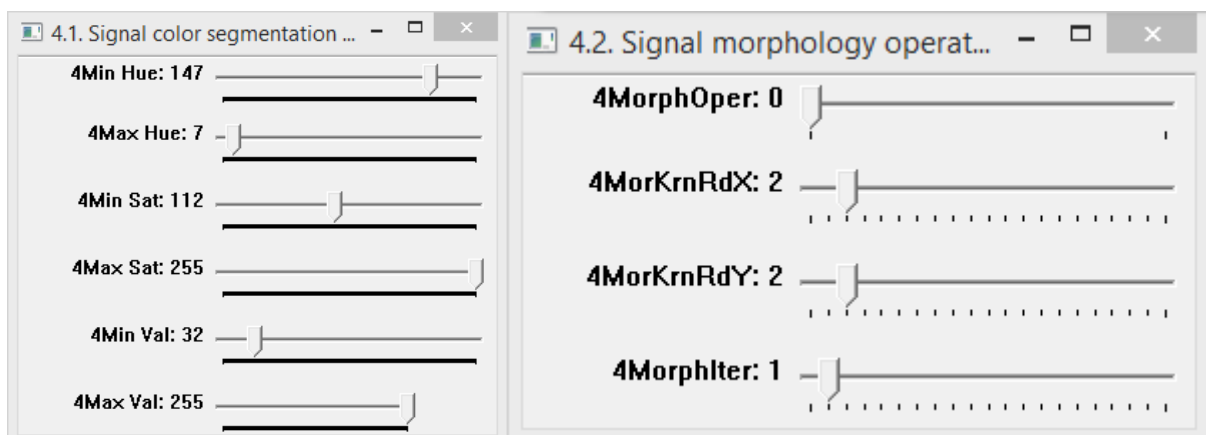 4.1. Signal color segmentation ...
4Min Hue: 147
4Max Hue: 7
4Min Sat: 112
4Max Sat: 255
4Min Val: 32
4Max Val: 255
4.2. Signal morphology operat...
4MorphOper: 0
4MorKrnRdX: 2
4MorKrnRdY: 2
4MorphIter: 1